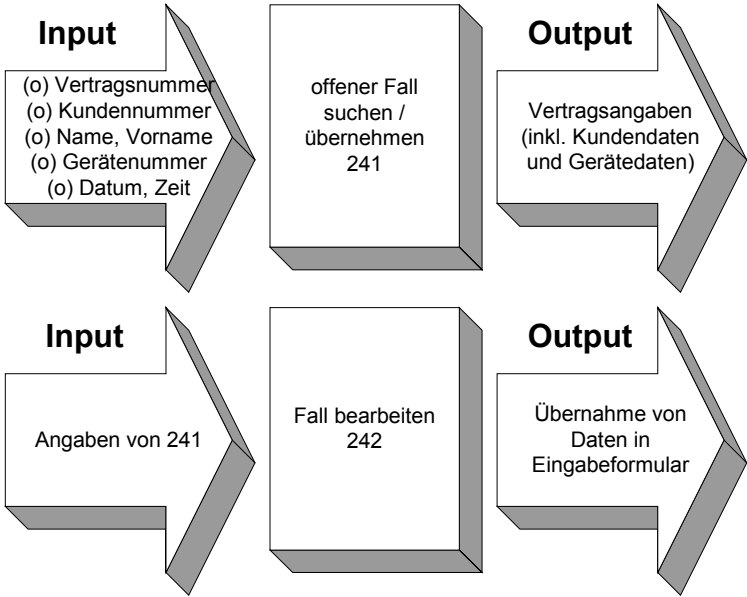 Input
(o) Vertragsnummer
(o) Kundennummer
(o) Name, Vorname
(o) Gerätenummer
(o) Datum, Zeit
offener Fall
suchen /
übernehmen
241
Output
Vertragsangaben
(inkl. Kundendaten
und Gerätedaten)
Input
Angaben von 241
Fall bearbeiten
242
Output
Übernahme von
Daten in
Eingabeformular